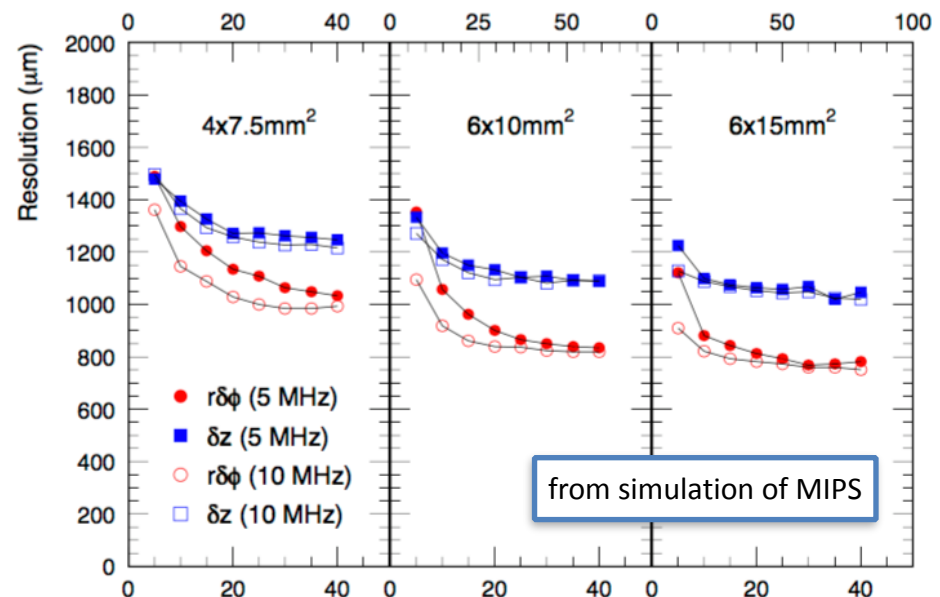 0 20 40 0 25 50 0 50 100
Resolution (μm)
2000
1800
1600
1400
1200
1000
800
600
400
200
0
4x7.5mm²
6x10mm²
6x15mm²
rδϕ (5 MHz)
δz (5 MHz)
rδϕ (10 MHz)
δz (10 MHz)
from simulation of MIPS
0 20 40 0 20 40 0 20 40